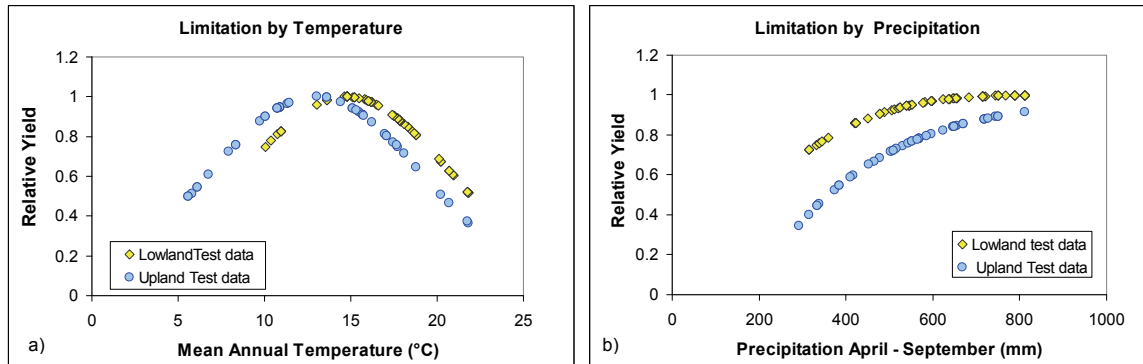 Limitation by Temperature
1.2
1
0.8
0.6
0.4
0.2
0
Relative Yield
LowlandTest data
Upland Test data
0 5 10 15 20 25
a) Mean Annual Temperature (°C)
Limitation by Precipitation
1.2
1
0.8
0.6
0.4
0.2
0
Relative Yield
Lowland test data
Upland Test data
0 200 400 600 800 1000
b) Precipitation April - September (mm)